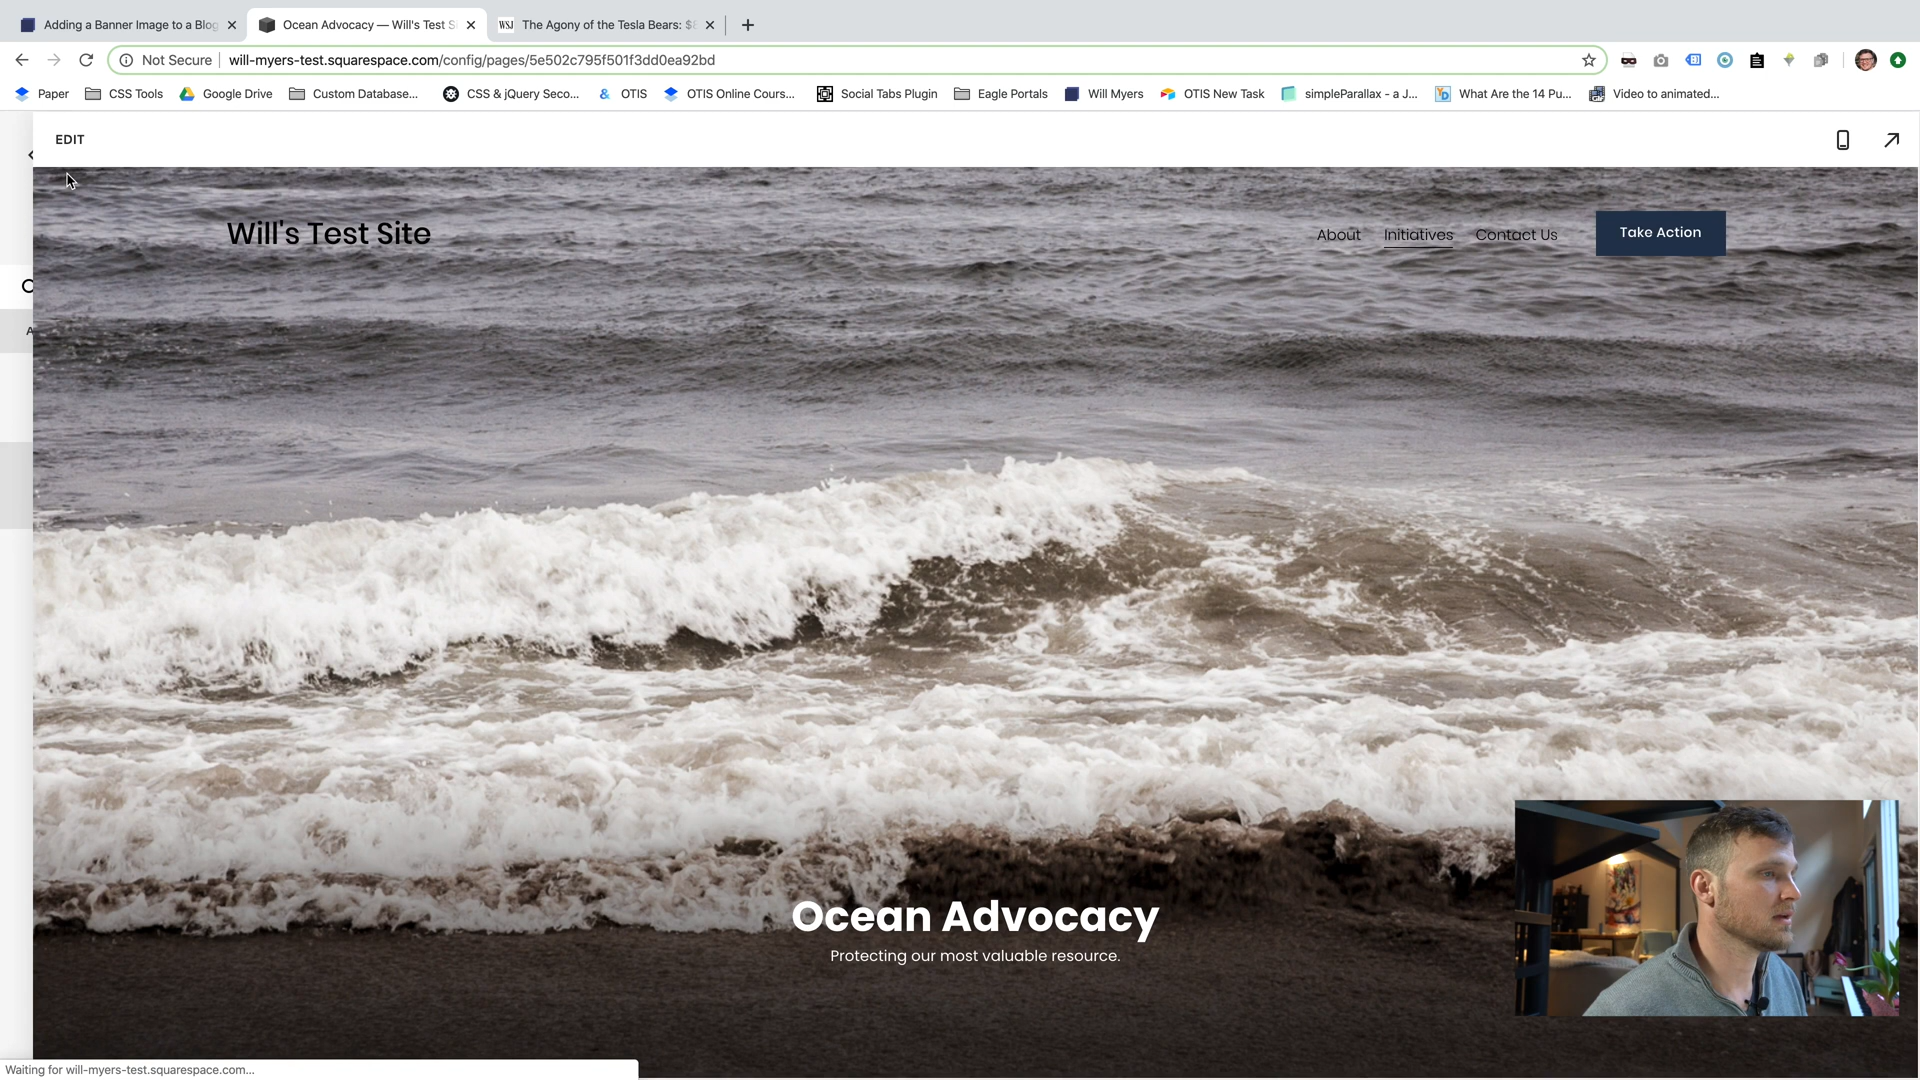 Adding a Banner Image to a Blog
Ocean Advocacy — Will's Test S
WSJ
The Agony of the Tesla Bears: $8
Not Secure
will-myers-test.squarespace.com/config/pages/5e502c795f501f3dd0ea92bd
Paper
CSS Tools
Google Drive
Custom Database...
CSS & jQuery Seco...
& OTIS
OTIS Online Cours...
Social Tabs Plugin
Eagle Portals
Will Myers
OTIS New Task
simpleParallax - a J...
What Are the 14 Pu...
Video to animated...
EDIT
Will's Test Site
About
Initiatives
Contact Us
Take Action
Ocean Advocacy
Protecting our most valuable resource.
Waiting for will-myers-test.squarespace.com...